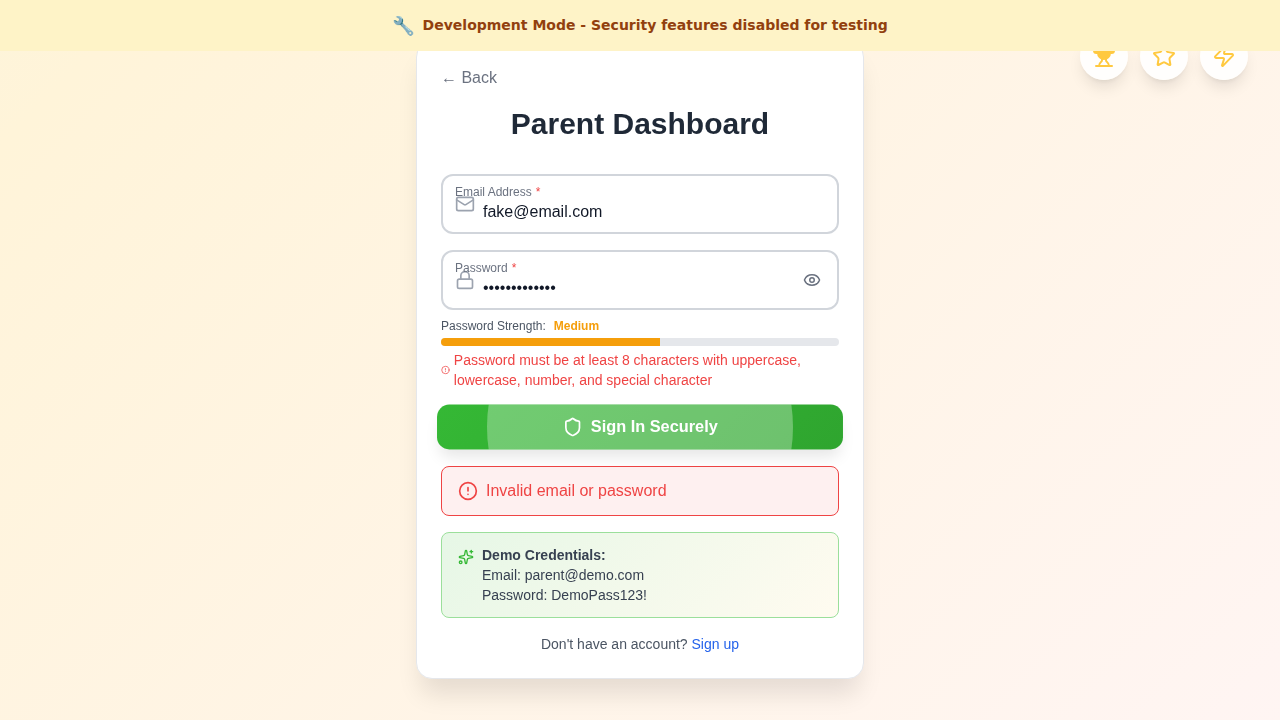 🔧 Development Mode - Security features disabled for testing
← Back
Parent Dashboard
Email Address *
fake@email.com
Password *
•••••••••••••
Password Strength: Medium
Password must be at least 8 characters with uppercase,
lowercase, number, and special character
Sign In Securely
Invalid email or password
Demo Credentials:
Email: parent@demo.com
Password: DemoPass123!
Don't have an account? Sign up